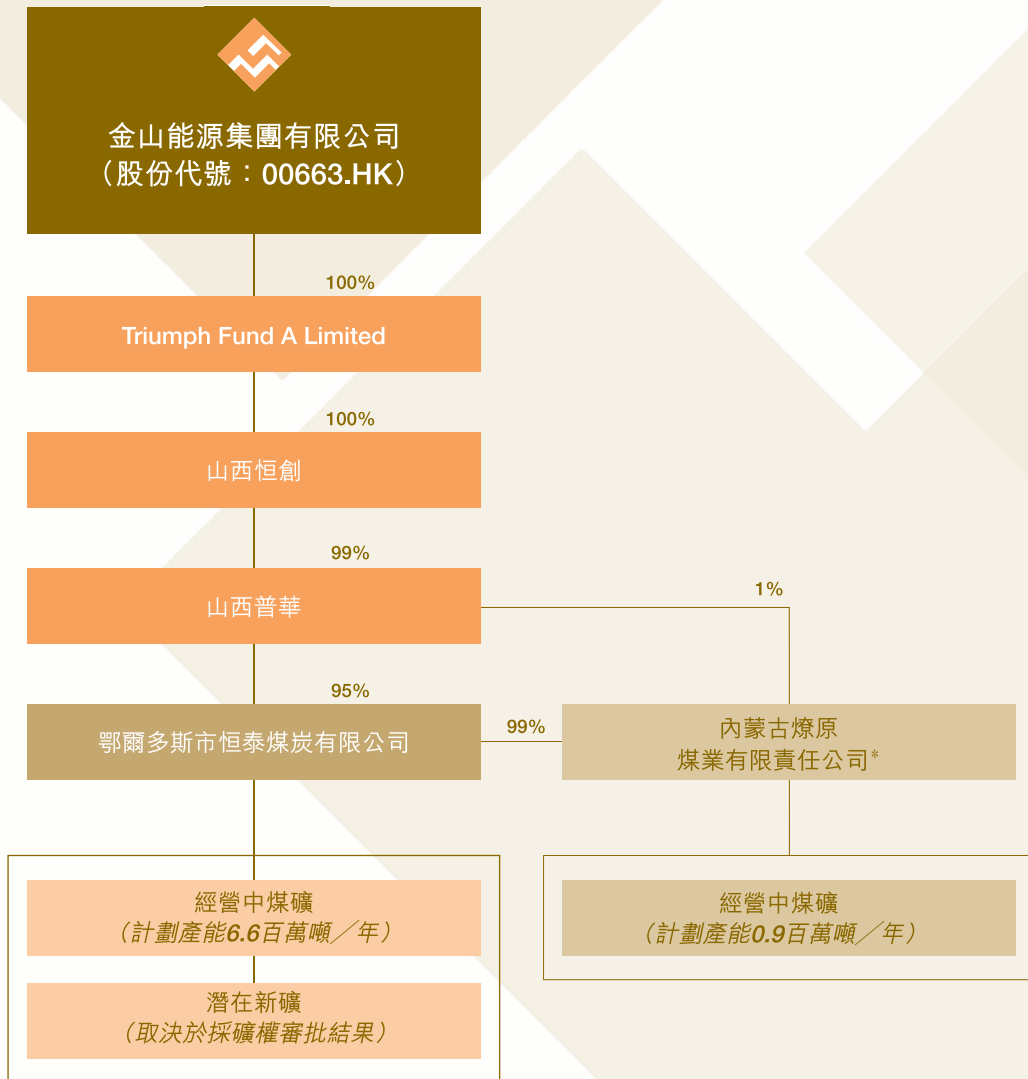 金山能源集團有限公司
（股份代號：00663.HK）
100%
Triumph Fund A Limited
100%
山西恒創
99%
山西普華
1%
95%
鄂爾多斯市恒泰煤炭有限公司
99%
內蒙古燎原
煤業有限責任公司*
經營中煤礦
（計劃產能6.6百萬噸／年）
潛在新礦
（取決於採礦權審批結果）
經營中煤礦
（計劃產能0.9百萬噸／年）